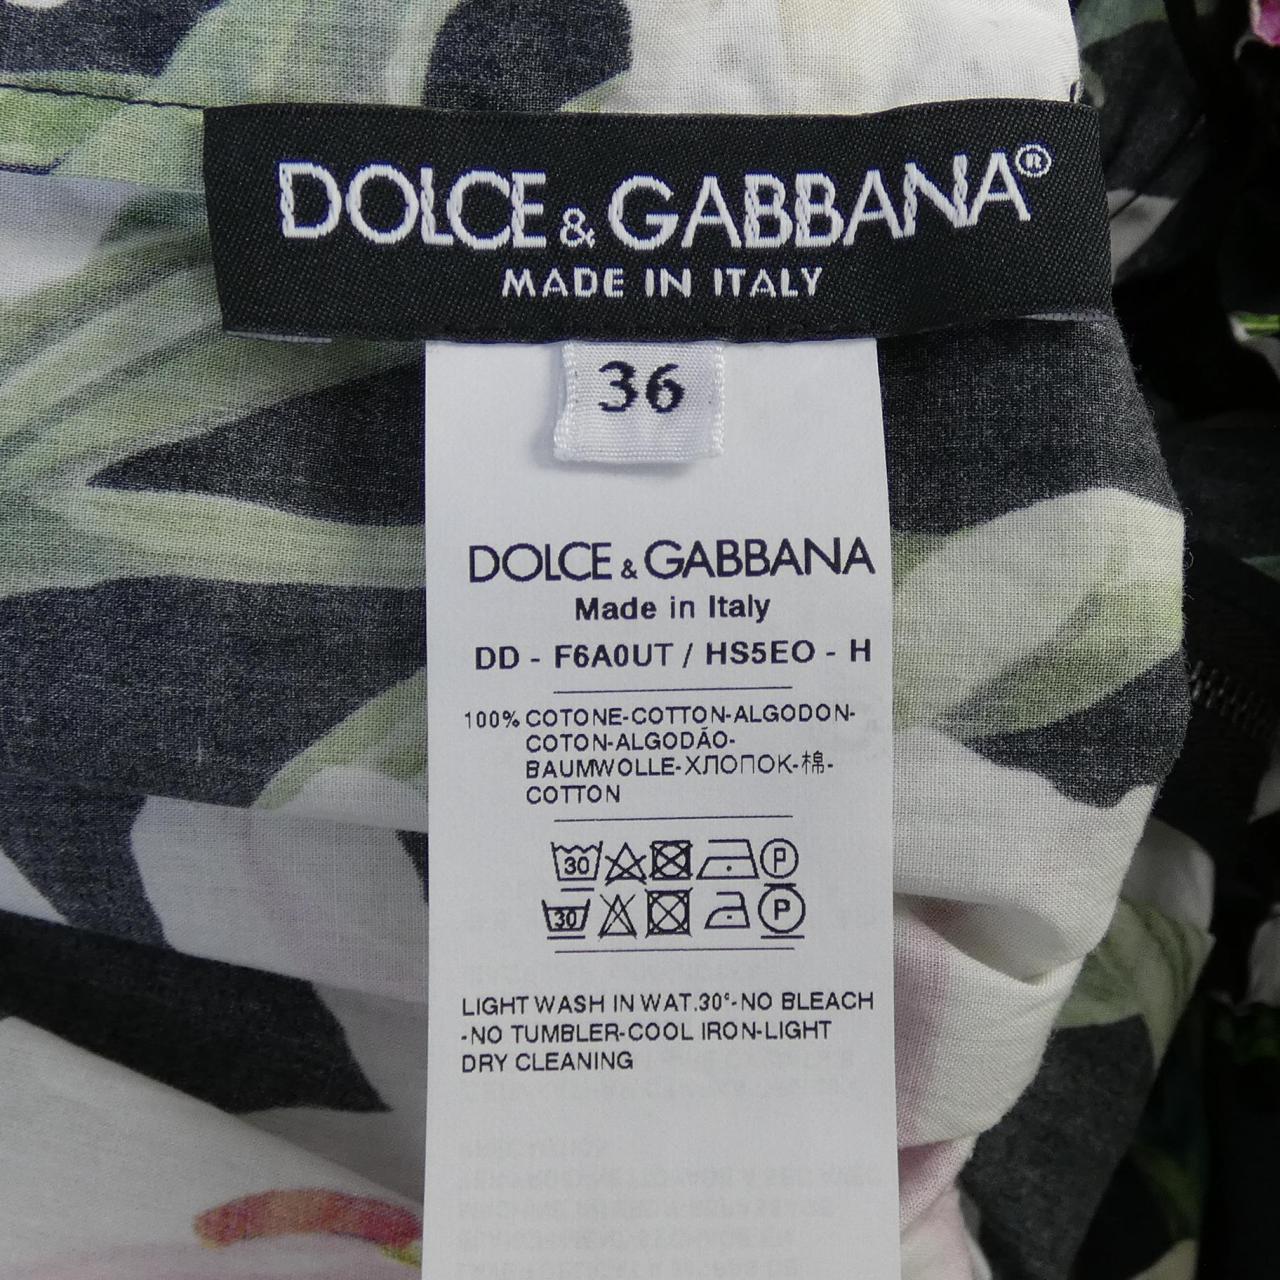 DOLCE & GABBANA®
MADE IN ITALY
36
DOLCE & GABBANA
Made in Italy
DD - F6A0UT / HS5EO - H
100% COTONE-COTTON-ALGODON-
COTON-ALGODÃO-
BAUMWOLLE-ХЛОПОК-棉-
COTTON
30 P
30 P
LIGHT WASH IN WAT.30°-NO BLEACH
-NO TUMBLER-COOL IRON-LIGHT
DRY CLEANING